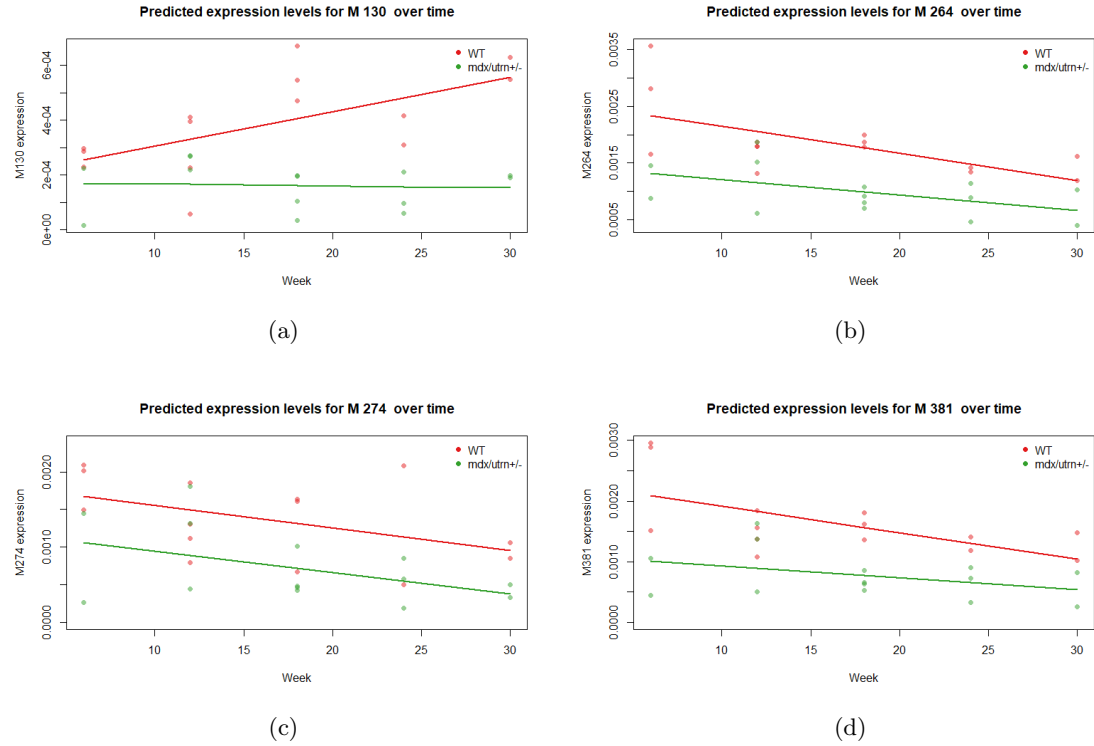 Predicted expression levels for M 130 over time
WT
mdx/utrn+/-
M130 expression
0e+00 2e-04 4e-04 6e-04
10 15 20 25 30
Week
(a)
Predicted expression levels for M 264 over time
WT
mdx/utrn+/-
M264 expression
0.0005 0.0015 0.0025 0.0035
10 15 20 25 30
Week
(b)
Predicted expression levels for M 274 over time
WT
mdx/utrn+/-
M274 expression
0.0000 0.0010 0.0020
10 15 20 25 30
Week
(c)
Predicted expression levels for M 381 over time
WT
mdx/utrn+/-
M381 expression
0.0000 0.0010 0.0020 0.0030
10 15 20 25 30
Week
(d)